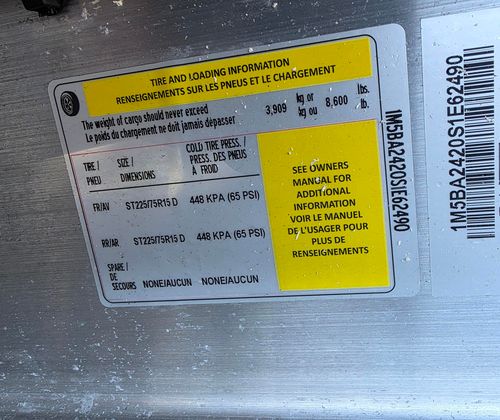 TIRE AND LOADING INFORMATION
RENSEIGNEMENTS SUR LES PNEUS ET LE CHARGEMENT
The weight of cargo should never exceed 3,909 kg or 8,600 lbs.
Le poids du chargement ne doit jamais dépasser kg ou lb.
TIRE / SIZE / COLD TIRE PRESS. /
PNEU DIMENSIONS PRESS. DES PNEUS
À FROID
FR/AV ST225/75R15 D 448 KPA (65 PSI)
RR/AR ST225/75R15 D 448 KPA (65 PSI)
SPARE /
DE
SECOURS NONE/AUCUN NONE/AUCUN
SEE OWNERS
MANUAL FOR
ADDITIONAL
INFORMATION
VOIR LE MANUEL
DE L'USAGER POUR
PLUS DE
RENSEIGNEMENTS
1M5BA2420S1E62490
1M5BA2420S1E62490